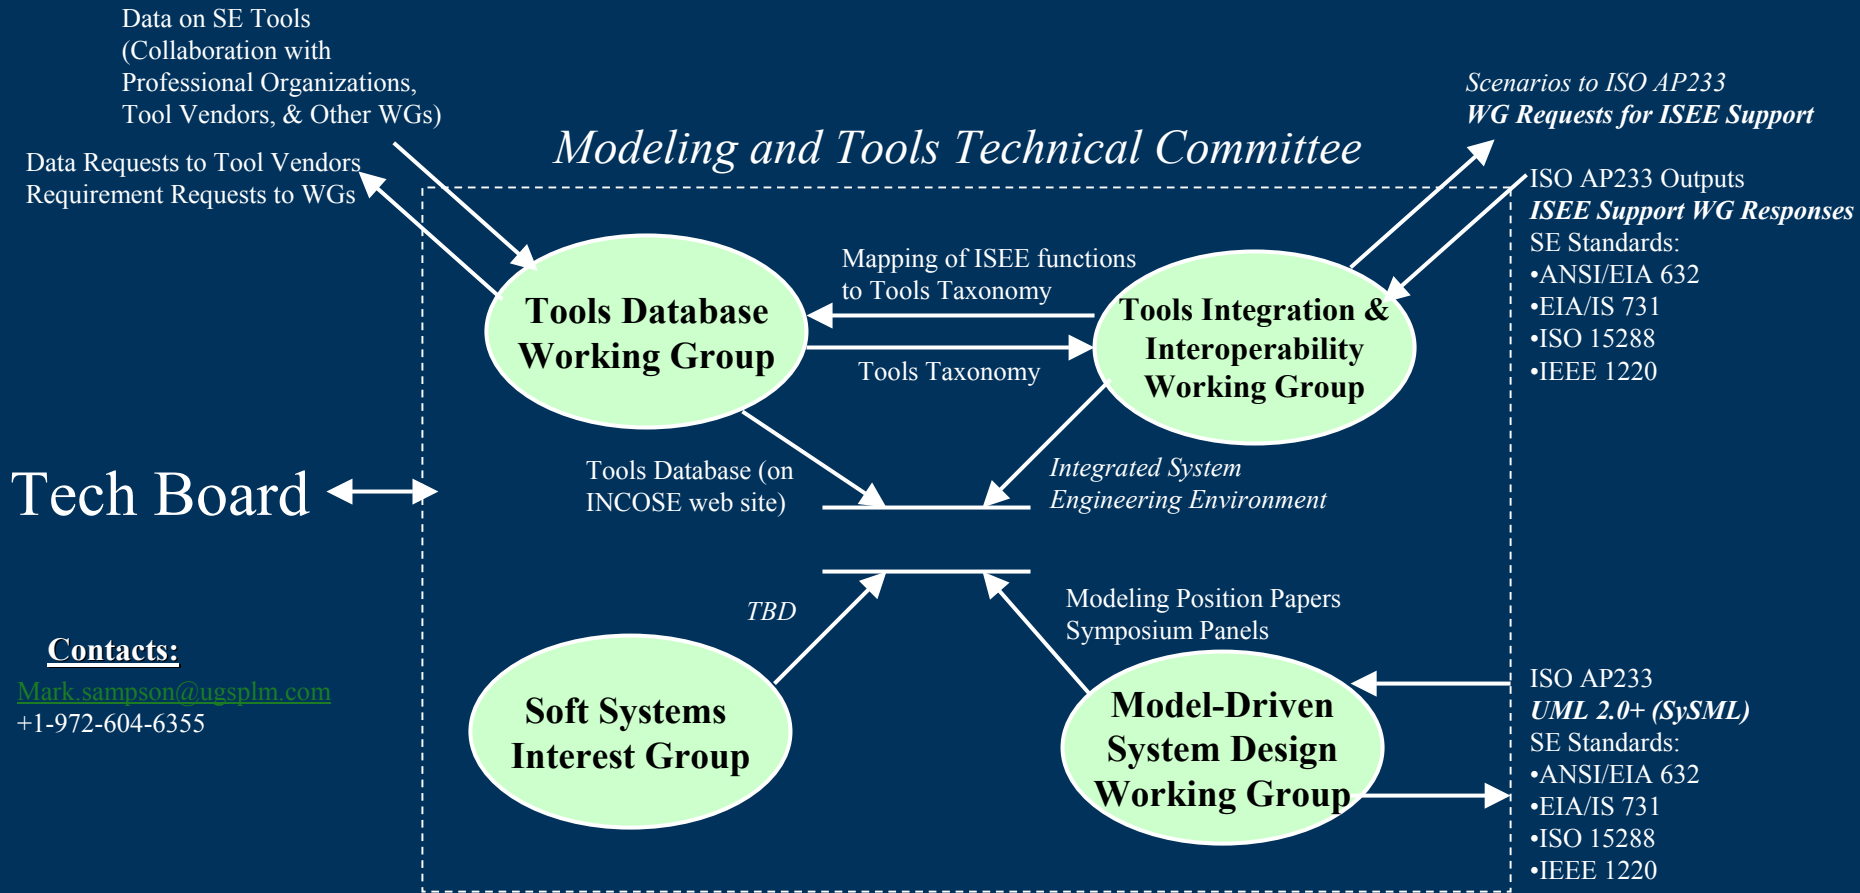 Data on SE Tools
(Collaboration with
Professional Organizations,
Tool Vendors, & Other WGs)
Data Requests to Tool Vendors
Requirement Requests to WGs
Modeling and Tools Technical Committee
Scenarios to ISO AP233
WG Requests for ISEE Support
ISO AP233 Outputs
ISEE Support WG Responses
SE Standards:
•ANSI/EIA 632
•EIA/IS 731
•ISO 15288
•IEEE 1220
Tools Database
Working Group
Mapping of ISEE functions
to Tools Taxonomy
Tools Taxonomy
Tools Integration &
Interoperability
Working Group
Tools Database (on
INCOSE web site)
Integrated System
Engineering Environment
Tech Board
TBD
Modeling Position Papers
Symposium Panels
Contacts:
Mark.sampson@ugsplm.com
+1-972-604-6355
Soft Systems
Interest Group
Model-Driven
System Design
Working Group
ISO AP233
UML 2.0+ (SySML)
SE Standards:
•ANSI/EIA 632
•EIA/IS 731
•ISO 15288
•IEEE 1220